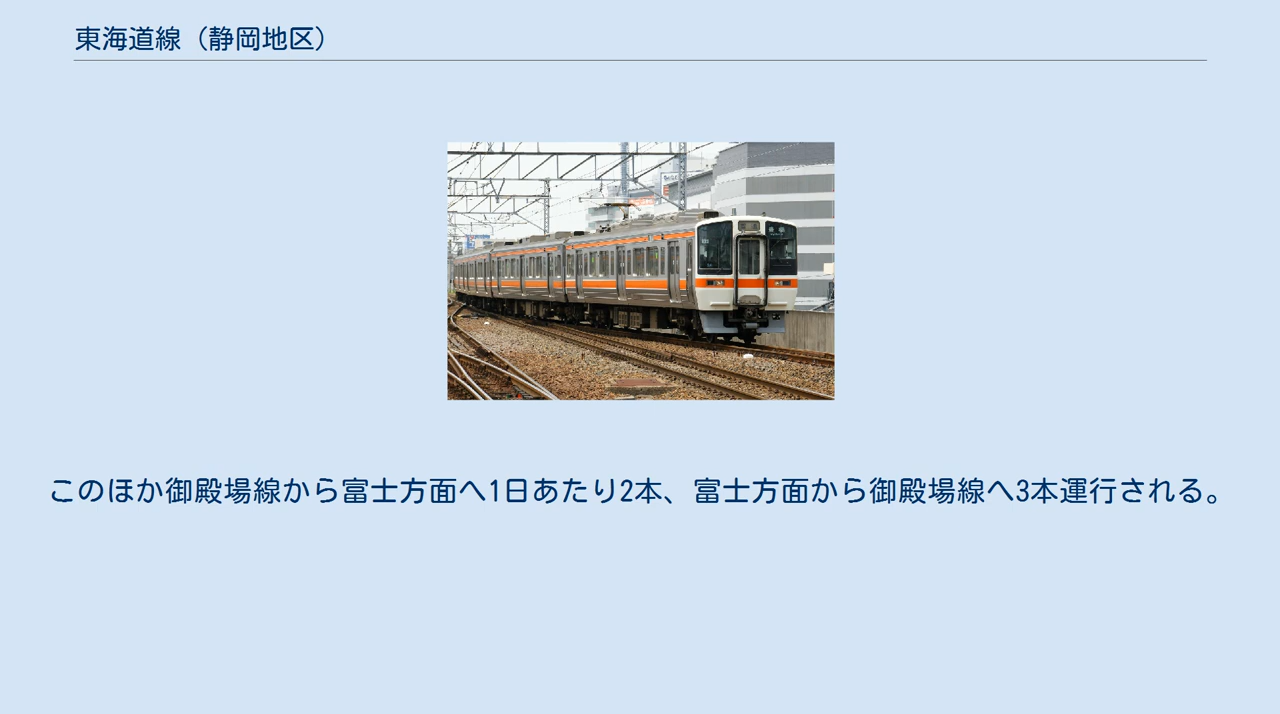 東海道線（静岡地区）
このほか御殿場線から富士方面へ1日あたり2本、富士方面から御殿場線へ3本運行される。